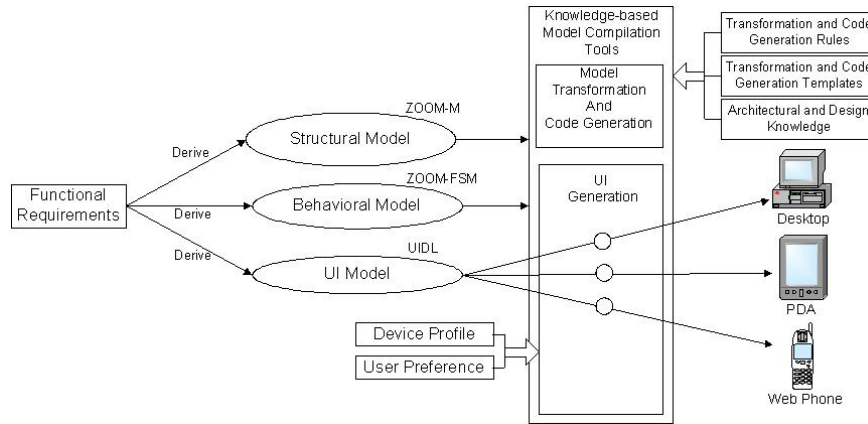 Knowledge-based
Model Compilation
Tools
Model
Transformation
And
Code Generation
Transformation and Code
Generation Rules
Transformation and Code
Generation Templates
Architectural and Design
Knowledge
ZOOM-M
Structural Model
Derive
ZOOM-FSM
Behavioral Model
Derive
Functional
Requirements
UIDL
UI Model
Derive
UI
Generation
Device Profile
User Preference
Desktop
PDA
Web Phone